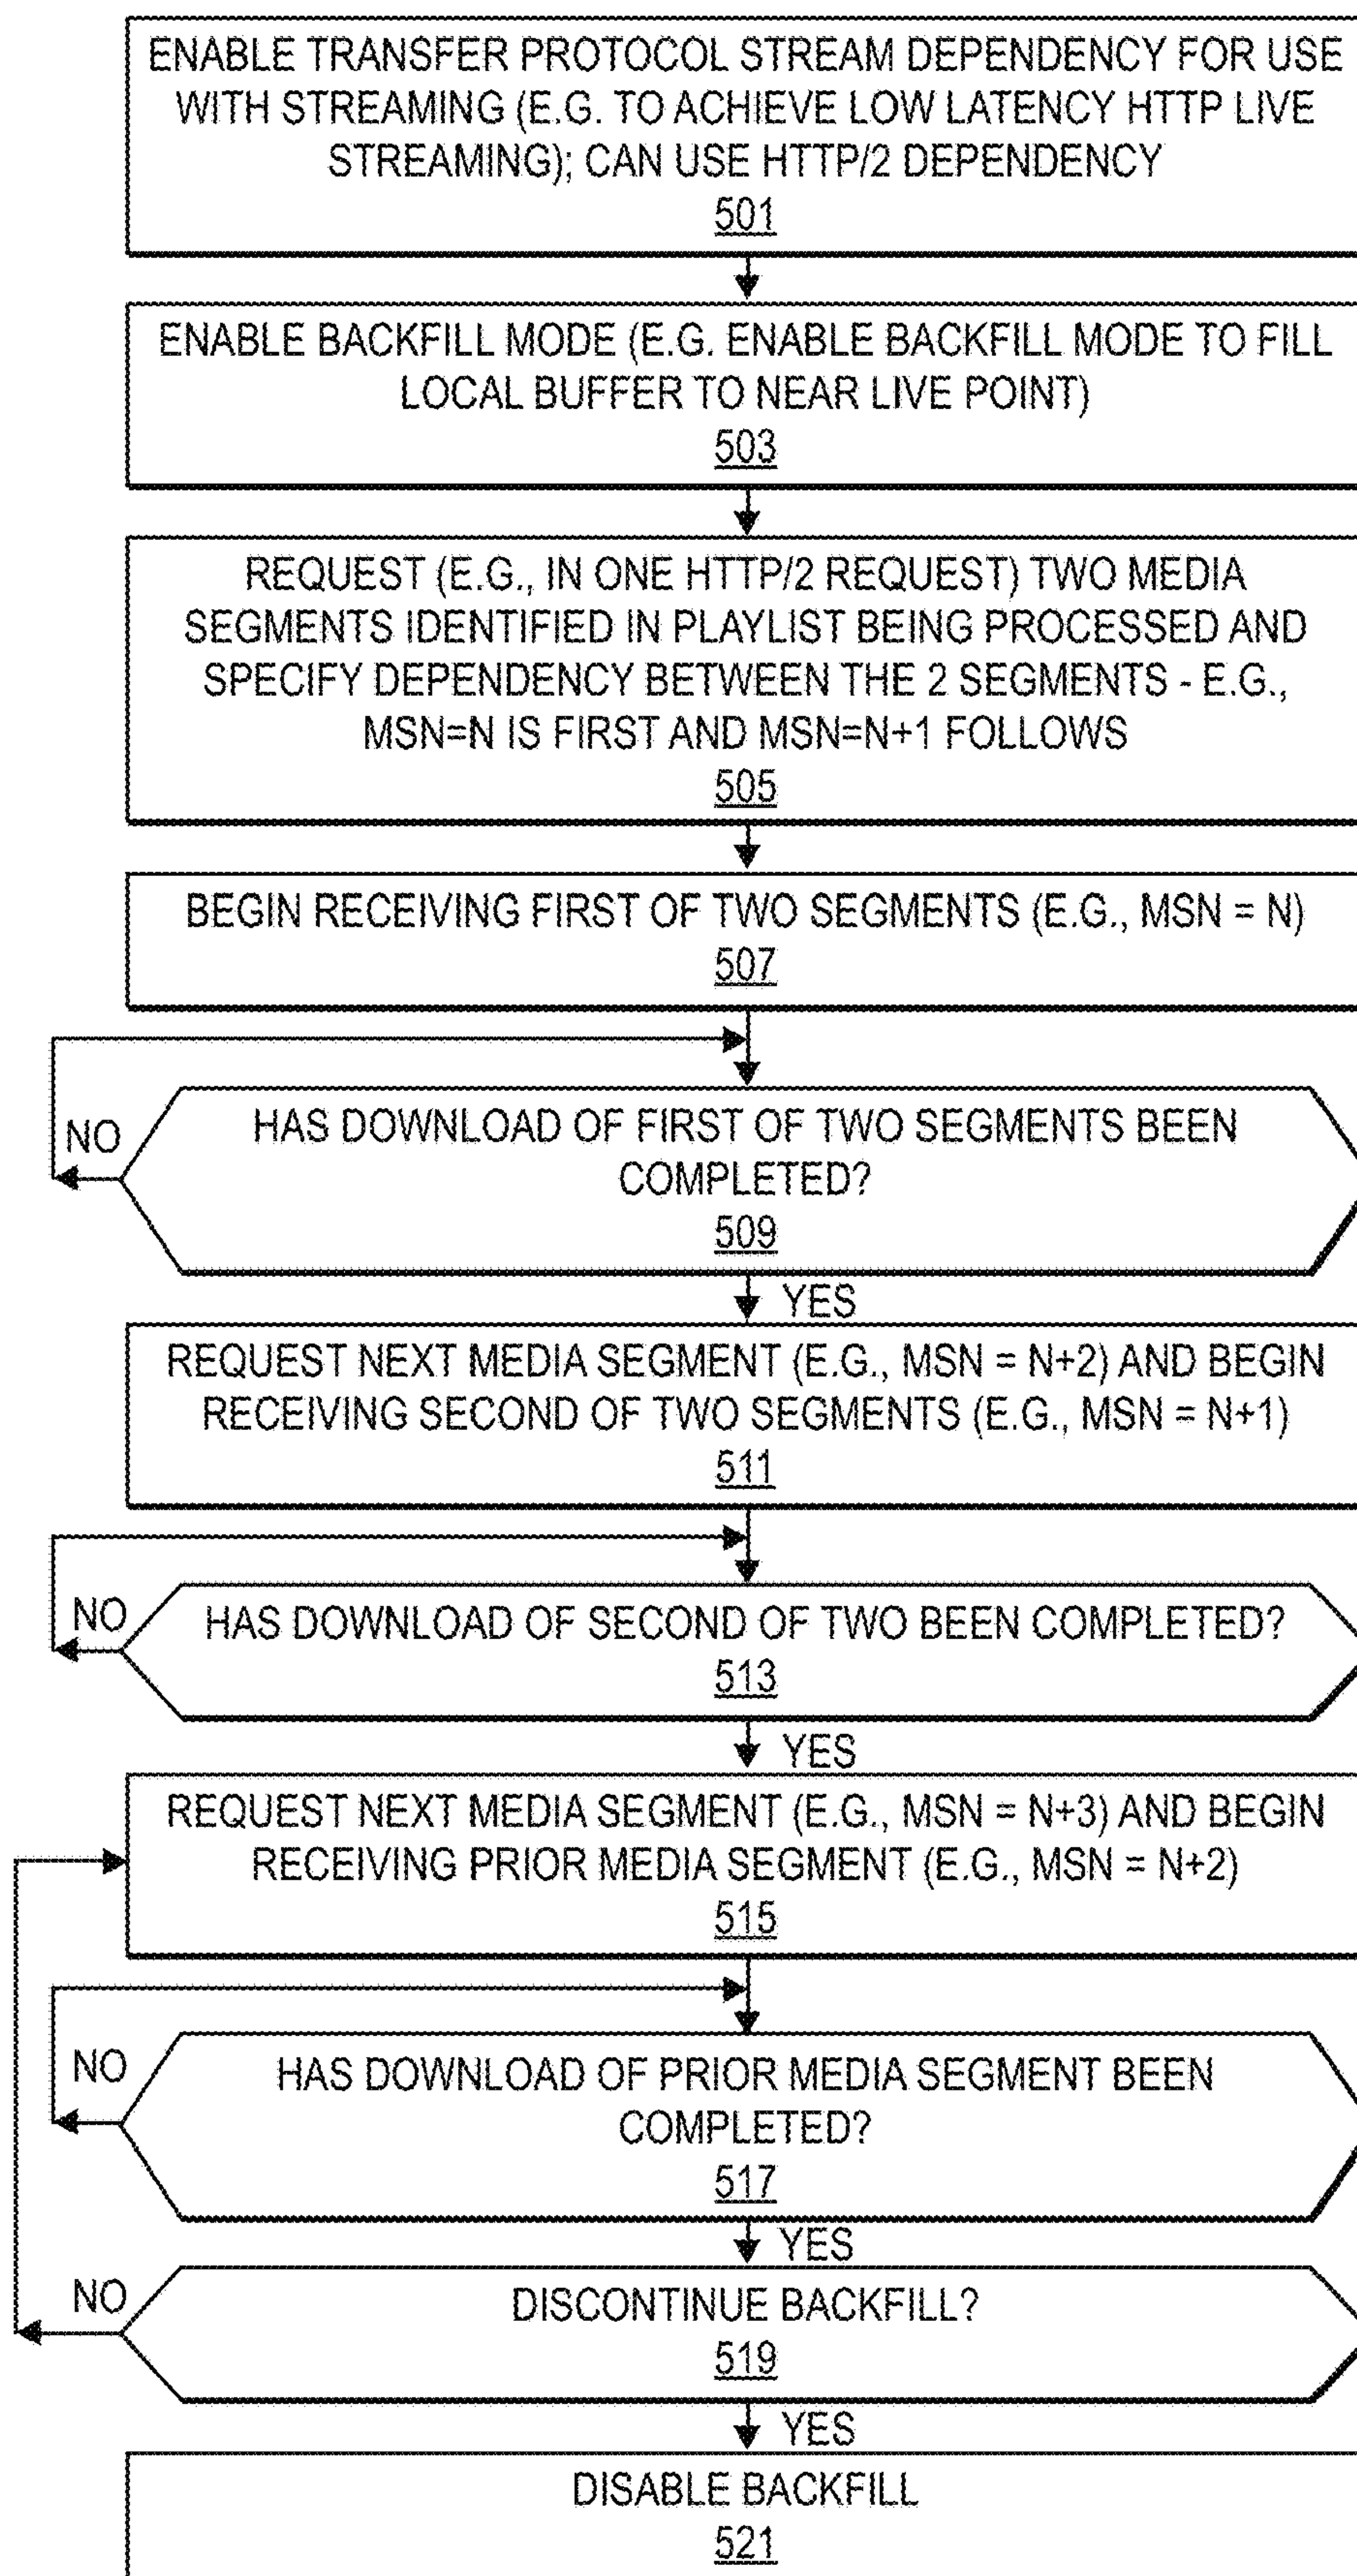 ENABLE TRANSFER PROTOCOL STREAM DEPENDENCY FOR USE
WITH STREAMING (E.G. TO ACHIEVE LOW LATENCY HTTP LIVE
STREAMING); CAN USE HTTP/2 DEPENDENCY
501
ENABLE BACKFILL MODE (E.G. ENABLE BACKFILL MODE TO FILL
LOCAL BUFFER TO NEAR LIVE POINT)
503
REQUEST (E.G., IN ONE HTTP/2 REQUEST) TWO MEDIA
SEGMENTS IDENTIFIED IN PLAYLIST BEING PROCESSED AND
SPECIFY DEPENDENCY BETWEEN THE 2 SEGMENTS - E.G.,
MSN=N IS FIRST AND MSN=N+1 FOLLOWS
505
BEGIN RECEIVING FIRST OF TWO SEGMENTS (E.G., MSN = N)
507
NO
HAS DOWNLOAD OF FIRST OF TWO SEGMENTS BEEN
COMPLETED?
509
YES
REQUEST NEXT MEDIA SEGMENT (E.G., MSN = N+2) AND BEGIN
RECEIVING SECOND OF TWO SEGMENTS (E.G., MSN = N+1)
511
NO
HAS DOWNLOAD OF SECOND OF TWO BEEN COMPLETED?
513
YES
REQUEST NEXT MEDIA SEGMENT (E.G., MSN = N+3) AND BEGIN
RECEIVING PRIOR MEDIA SEGMENT (E.G., MSN = N+2)
515
NO
HAS DOWNLOAD OF PRIOR MEDIA SEGMENT BEEN
COMPLETED?
517
YES
NO
DISCONTINUE BACKFILL?
519
YES
DISABLE BACKFILL
521